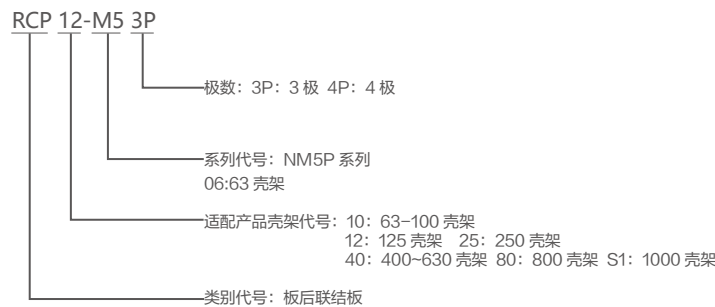 RCP 12-M5 3P
极数：3P：3 极 4P：4 极
系列代号：NM5P 系列
06:63 壳架
适配产品壳架代号：10：63-100 壳架
12：125 壳架 25：250 壳架
40：400~630 壳架 80：800 壳架 S1：1000 壳架
类别代号：板后联结板